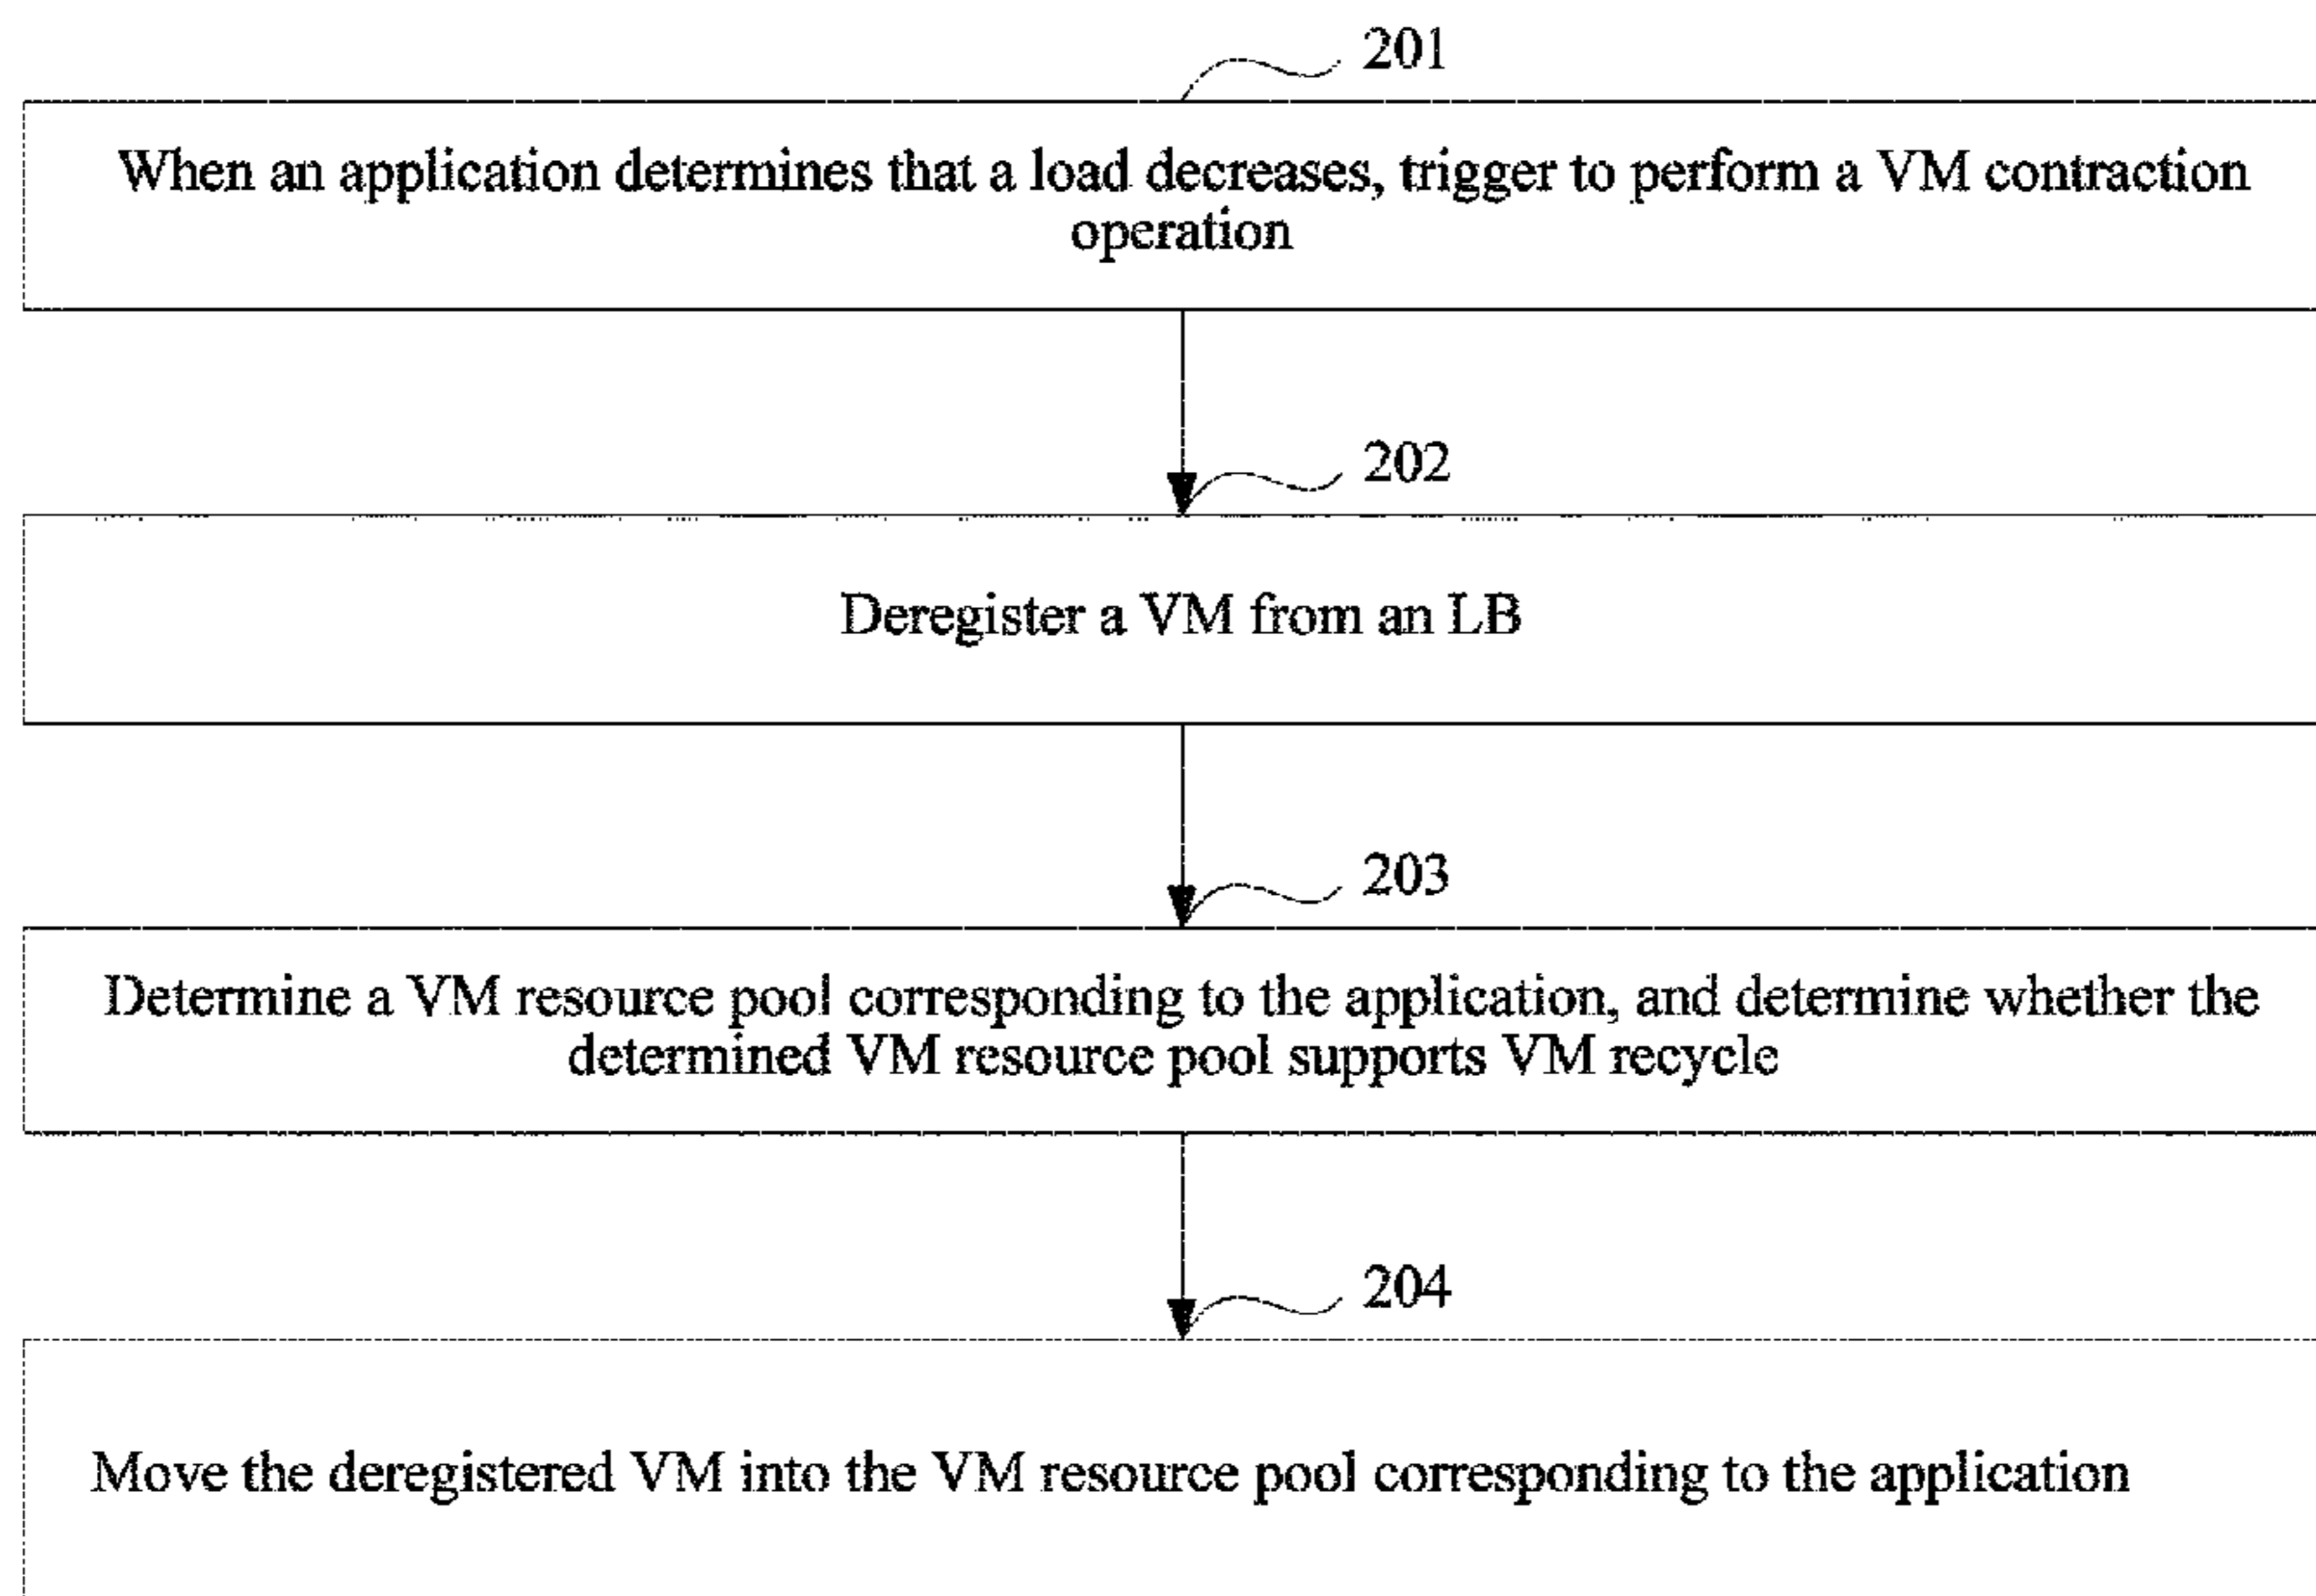 201
When an application determines that a load decreases, trigger to perform a VM contraction
operation
202
Deregister a VM from an LB
203
Determine a VM resource pool corresponding to the application, and determine whether the
determined VM resource pool supports VM recycle
204
Move the deregistered VM into the VM resource pool corresponding to the application